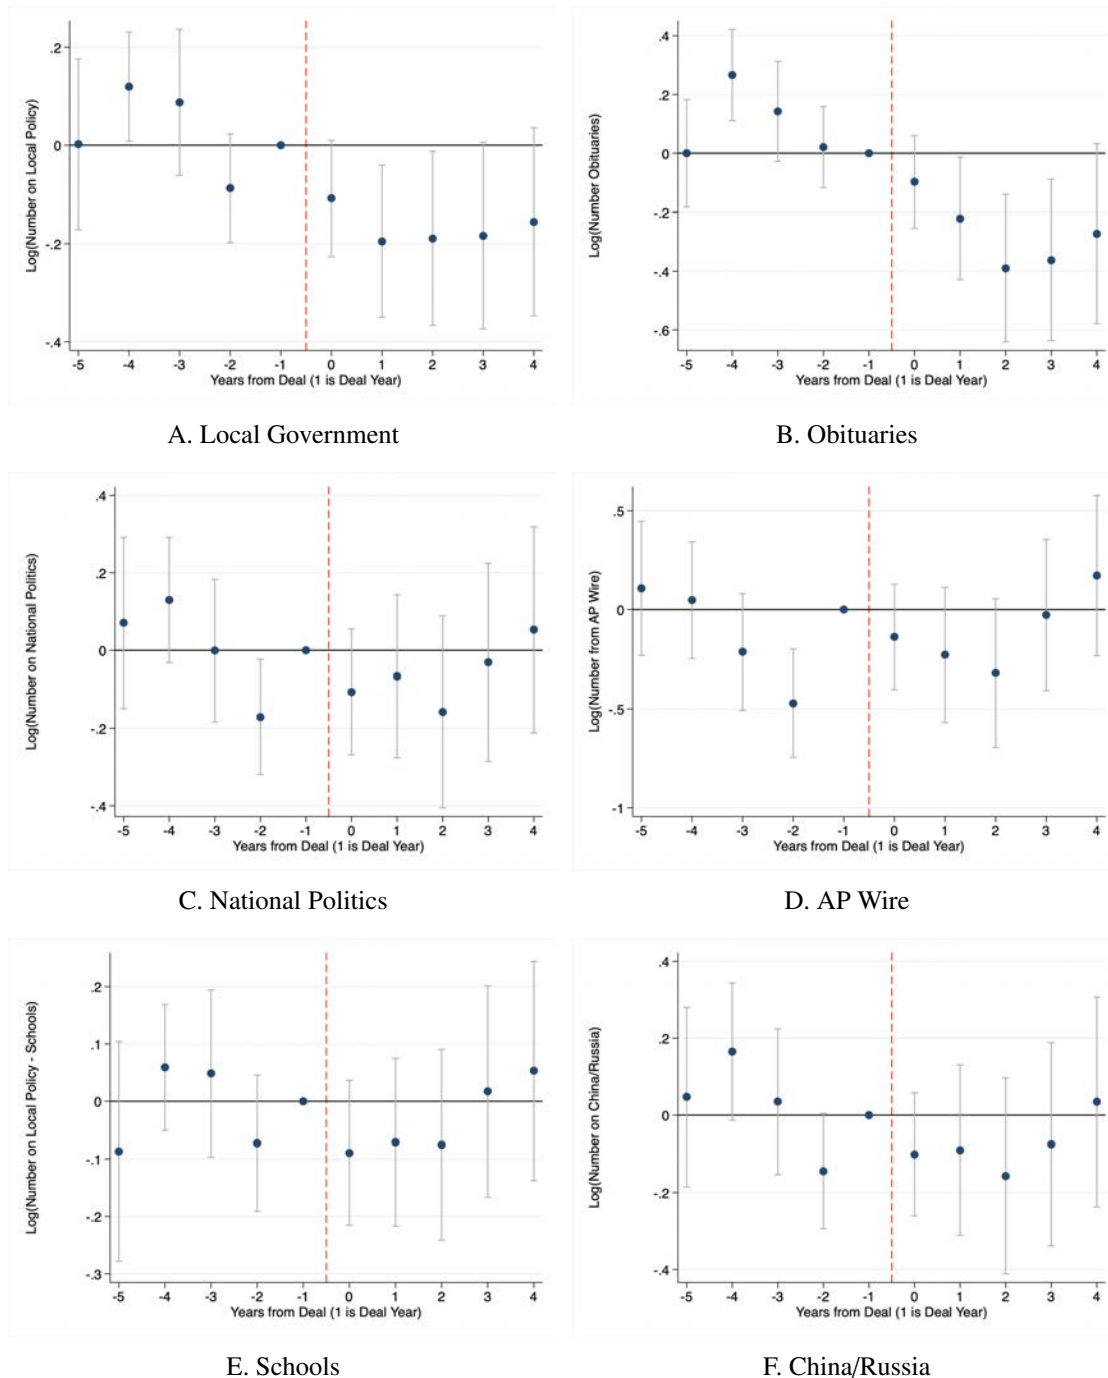 Log(Number on Local Policy)
.2
0
-.2
-.4
-5 -4 -3 -2 -1 0 1 2 3 4
Years from Deal (1 is Deal Year)
A. Local Government
Log(Number Obituaries)
.4
.2
0
-.2
-.4
-.6
-5 -4 -3 -2 -1 0 1 2 3 4
Years from Deal (1 is Deal Year)
B. Obituaries
Log(Number on National Politics)
.4
.2
0
-.2
-.4
-5 -4 -3 -2 -1 0 1 2 3 4
Years from Deal (1 is Deal Year)
C. National Politics
Log(Number from AP Wire)
.5
0
-.5
-1
-5 -4 -3 -2 -1 0 1 2 3 4
Years from Deal (1 is Deal Year)
D. AP Wire
Log(Number on Local Policy - Schools)
.2
.1
0
-.1
-.2
-.3
-5 -4 -3 -2 -1 0 1 2 3 4
Years from Deal (1 is Deal Year)
E. Schools
Log(Number on China/Russia)
.4
.2
0
-.2
-.4
-5 -4 -3 -2 -1 0 1 2 3 4
Years from Deal (1 is Deal Year)
F. China/Russia